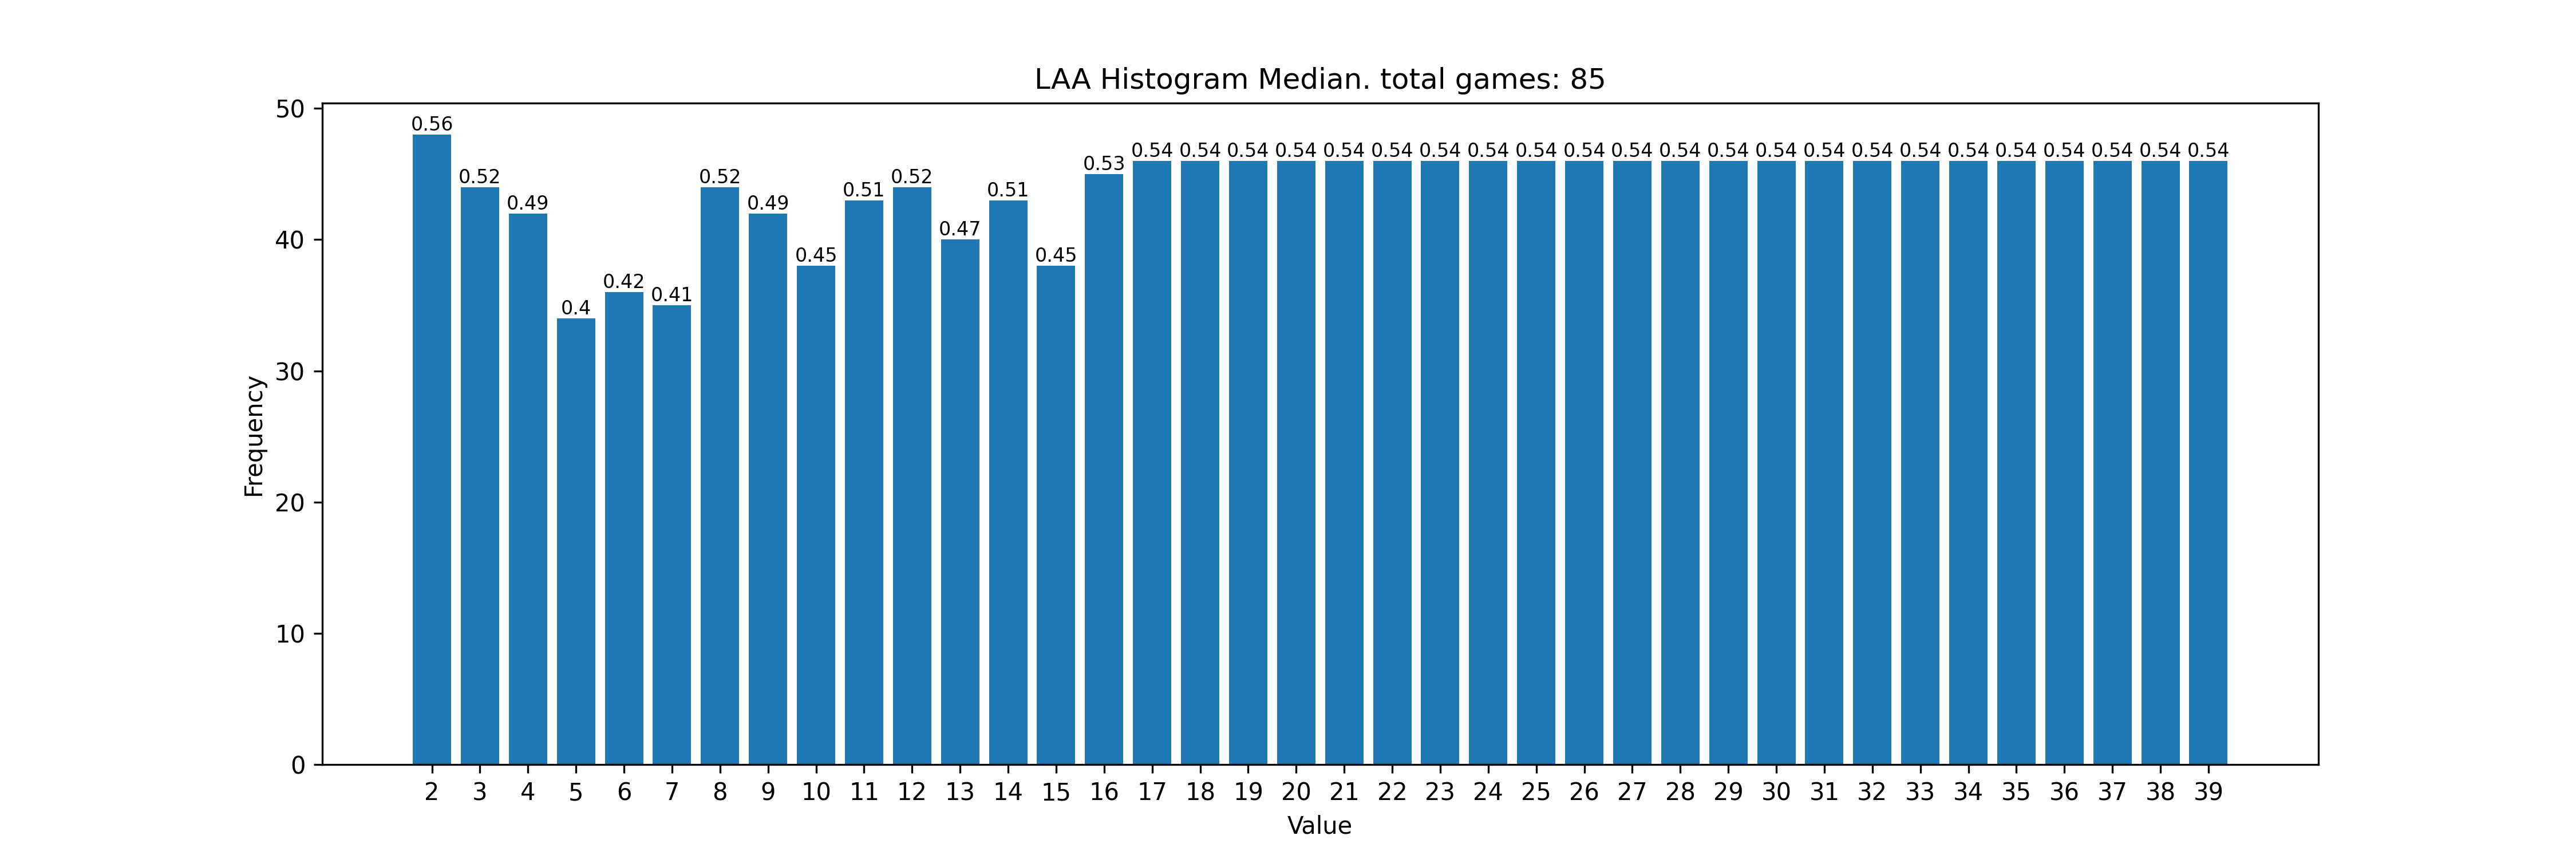 LAA Histogram Median. total games: 85
50
40
30
20
10
0
Frequency
0.56 0.52 0.49 0.4 0.42 0.41 0.52 0.49 0.45 0.51 0.52 0.47 0.51 0.45 0.53 0.54 0.54 0.54 0.54 0.54 0.54 0.54 0.54 0.54 0.54 0.54 0.54 0.54 0.54 0.54 0.54 0.54 0.54 0.54 0.54 0.54 0.54 0.54
2 3 4 5 6 7 8 9 10 11 12 13 14 15 16 17 18 19 20 21 22 23 24 25 26 27 28 29 30 31 32 33 34 35 36 37 38 39
Value